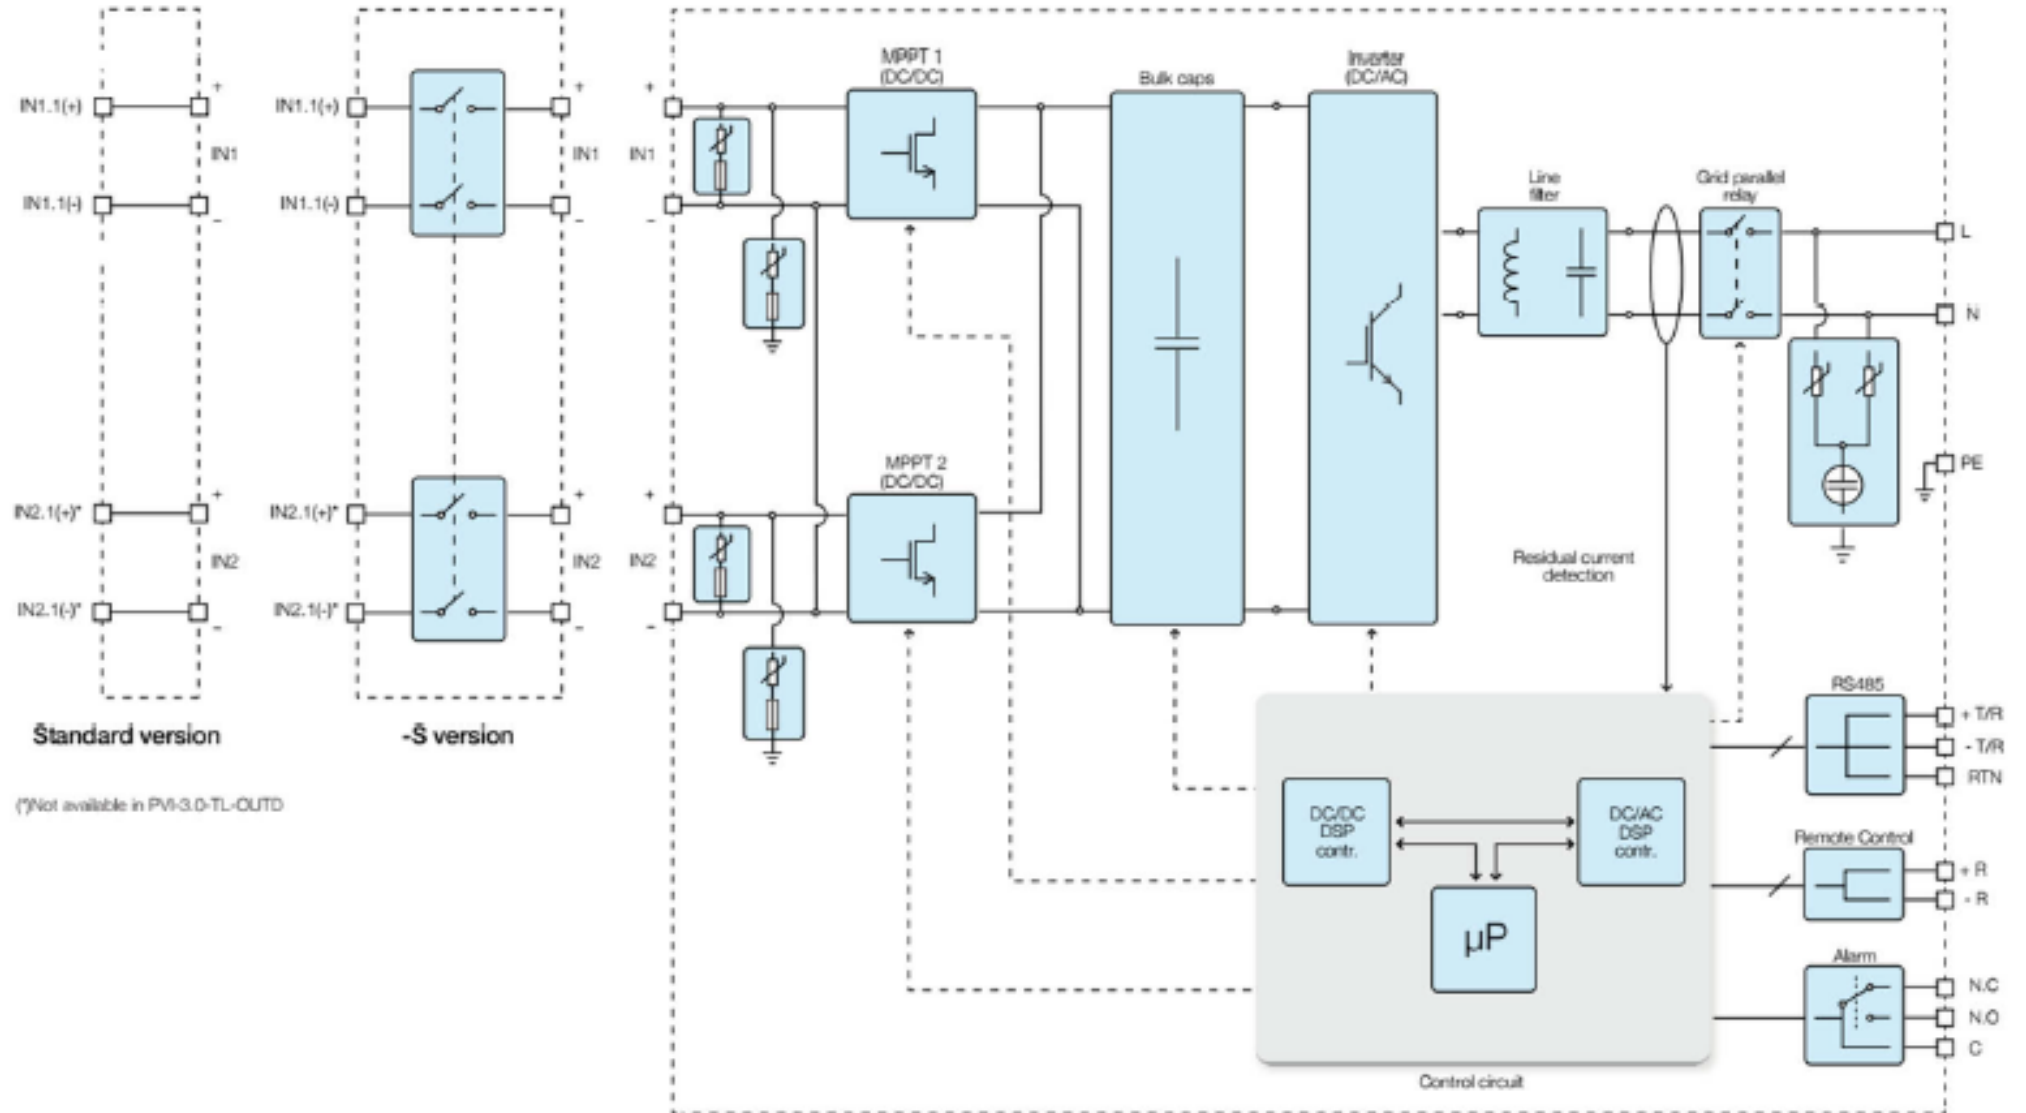 IN1.1(+)
+
IN1
IN1.1(-)
–
IN2.1(+)*
+
IN2
IN2.1(-)*
–
Standard version
(*)Not available in PVI-3.0-TL-OUTD
IN1.1(+)
+
IN1
IN1.1(-)
–
IN2.1(+)*
+
IN2
IN2.1(-)*
–
-S version
+
IN1
–
+
IN2
–
MPPT 1
(DC/DC)
MPPT 2
(DC/DC)
Bulk caps
Inverter
(DC/AC)
Line
filter
Grid parallel
relay
L
N
PE
Residual current
detection
RS485
+ T/R
- T/R
RTN
Remote Control
+ R
- R
Alarm
N.C
N.O
C
DC/DC
DSP
contr.
DC/AC
DSP
contr.
µP
Control circuit